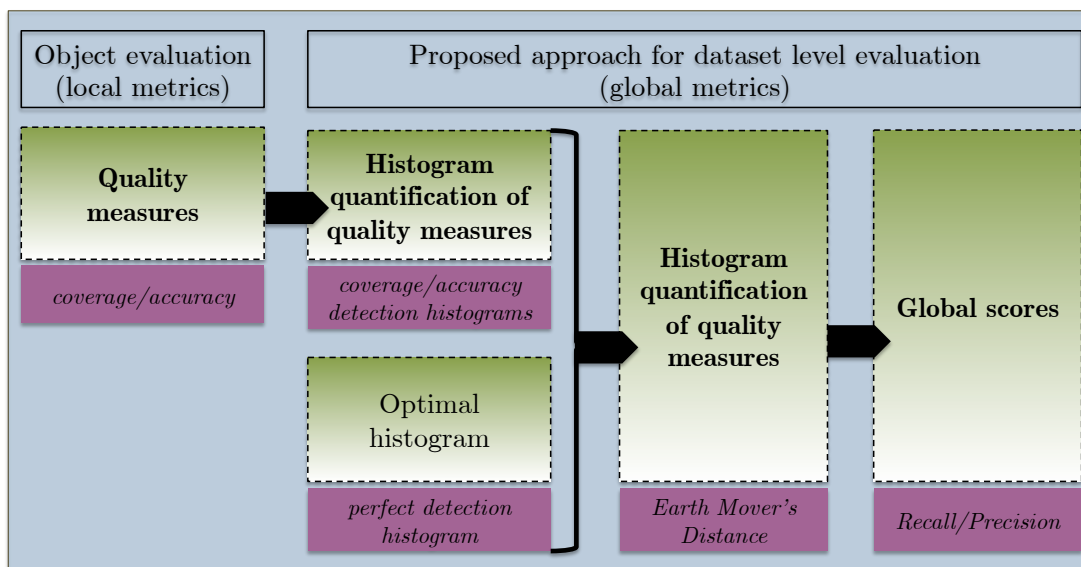 Object evaluation
(local metrics)
Proposed approach for dataset level evaluation
(global metrics)
Quality
measures
coverage/accuracy
Histogram
quantification of
quality measures
coverage/accuracy
detection histograms
Optimal
histogram
perfect detection
histogram
Histogram
quantification
of quality
measures
Earth Mover's
Distance
Global scores
Recall/Precision